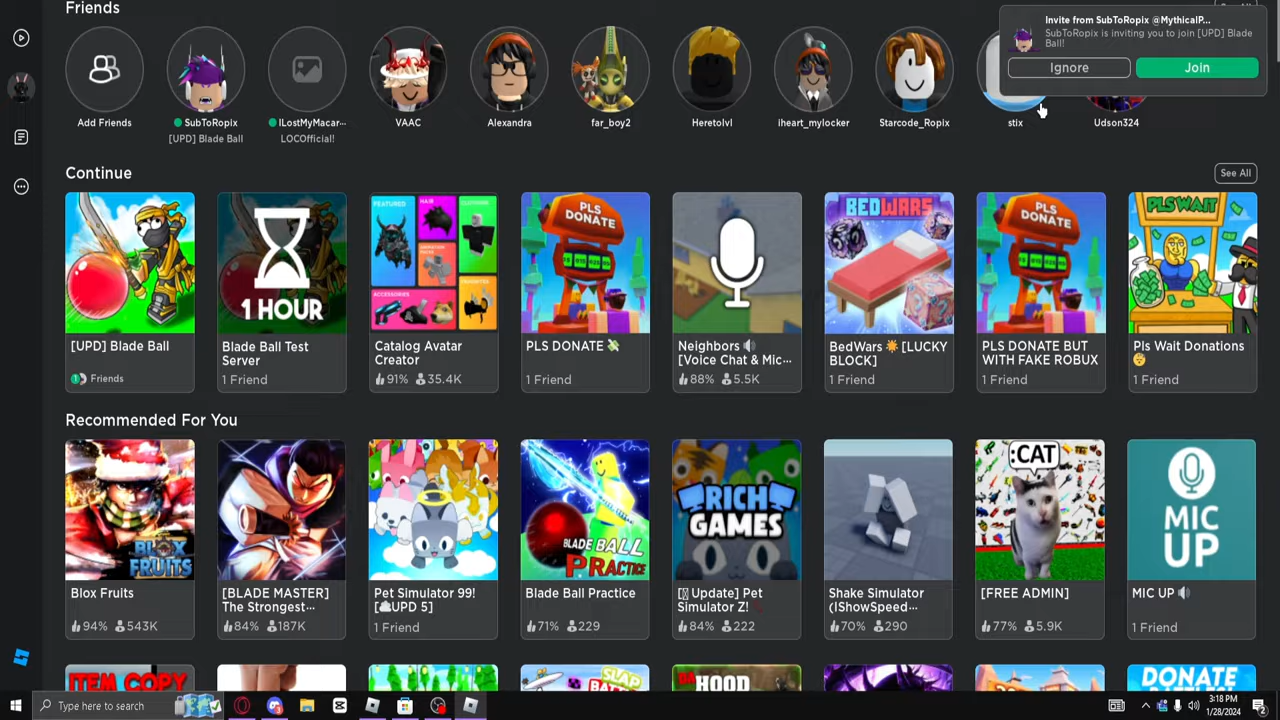 Friends
Invite from SubToRopix @MythicalP...
SubToRopix is inviting you to join [UPD] Blade
Ball!
Ignore
Join
Add Friends
SubToRopix
[UPD] Blade Ball
ILostMyMacar...
LOCOfficial!
VAAC
Alexandra
far_boy2
Heretolvl
iheart_mylocker
Starcode_Ropix
stix
Udson324
Continue
See All
1 HOUR
FEATURED
HAIR
ACCESSORIES
PLS
DONATE
BEDWARS
PLS
DONATE
PLS WAIT
[UPD] Blade Ball
Friends
Blade Ball Test
Server
1 Friend
Catalog Avatar
Creator
91% 35.4K
PLS DONATE 💸
1 Friend
Neighbors 🔊
[Voice Chat & Mic...
88% 5.5K
BedWars ☀️ [LUCKY
BLOCK]
1 Friend
PLS DONATE BUT
WITH FAKE ROBUX
1 Friend
Pls Wait Donations
🤔
1 Friend
Recommended For You
BLOX
FRUITS
BLADE BALL
PRACTICE
RICH
GAMES
:CAT
MIC
UP
Blox Fruits
94% 543K
[BLADE MASTER]
The Strongest...
84% 187K
Pet Simulator 99!
[UPD 5]
1 Friend
Blade Ball Practice
71% 229
[Update] Pet
Simulator Z!
84% 222
Shake Simulator
(IShowSpeed...
70% 290
[FREE ADMIN]
77% 5.9K
MIC UP 🔊
1 Friend
ITEM COPY
SLAP
HOOD
DONATE
Type here to search
3:18 PM
1/28/2024
2